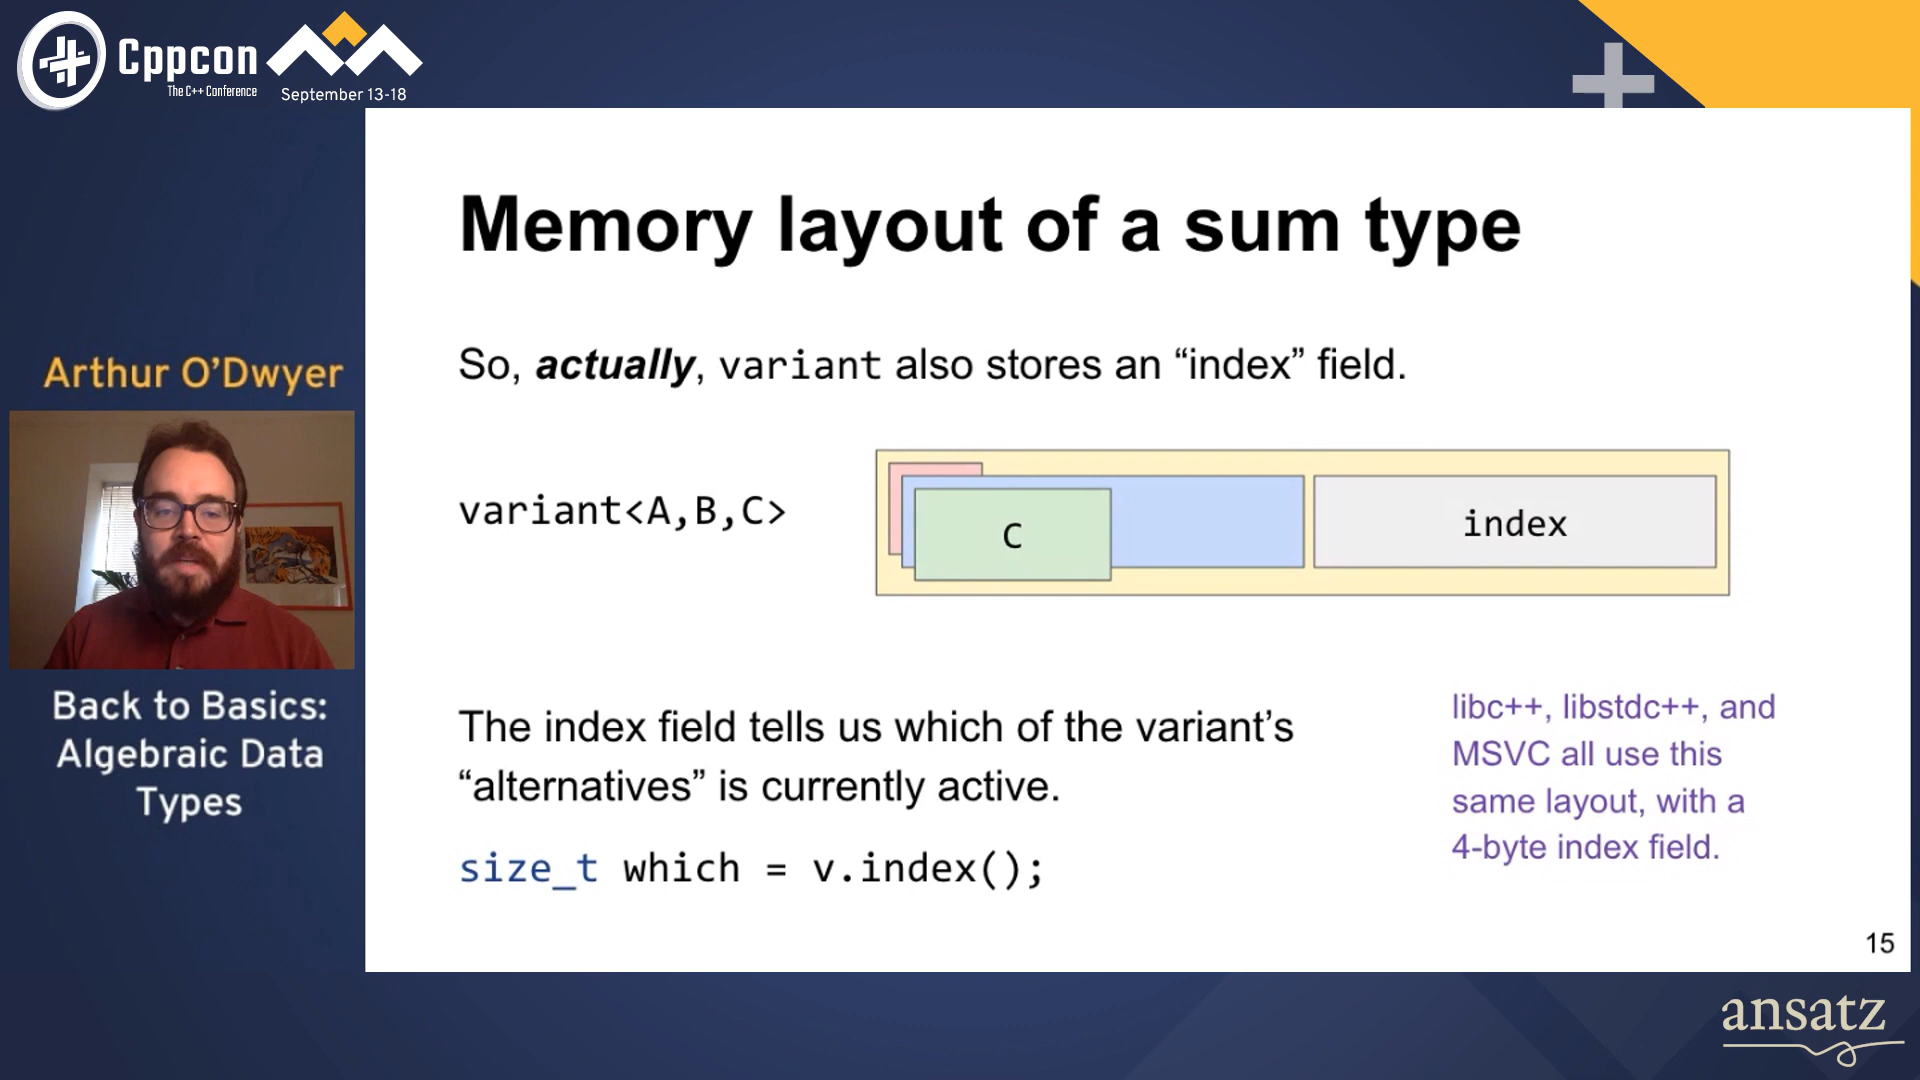 Cppcon
The C++ Conference
September 13-18
Arthur O’Dwyer
Back to Basics:
Algebraic Data
Types
Memory layout of a sum type
So, actually, variant also stores an “index” field.
variant<A,B,C>
C
index
The index field tells us which of the variant’s
“alternatives” is currently active.
size_t which = v.index();
libc++, libstdc++, and
MSVC all use this
same layout, with a
4-byte index field.
15
ansatz